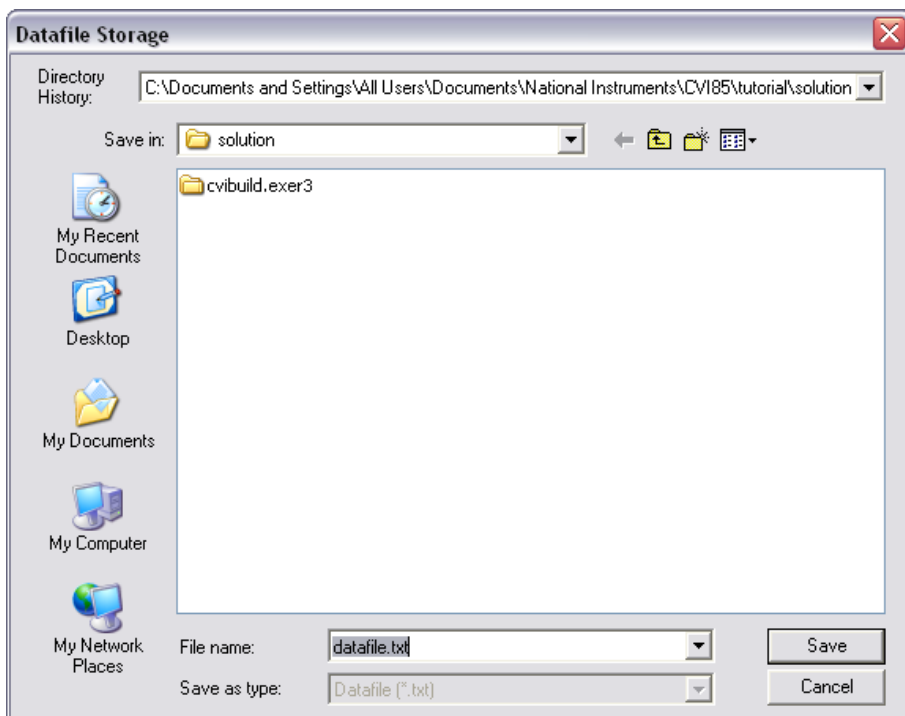 Datafile Storage
Directory
History:
C:\Documents and Settings\All Users\Documents\National Instruments\CVI85\tutorial\solution
Save in:
solution
cvibuild.exer3
My Recent
Documents
Desktop
My Documents
My Computer
My Network
Places
File name:
datafile.txt
Save
Save as type:
Datafile (*.txt)
Cancel